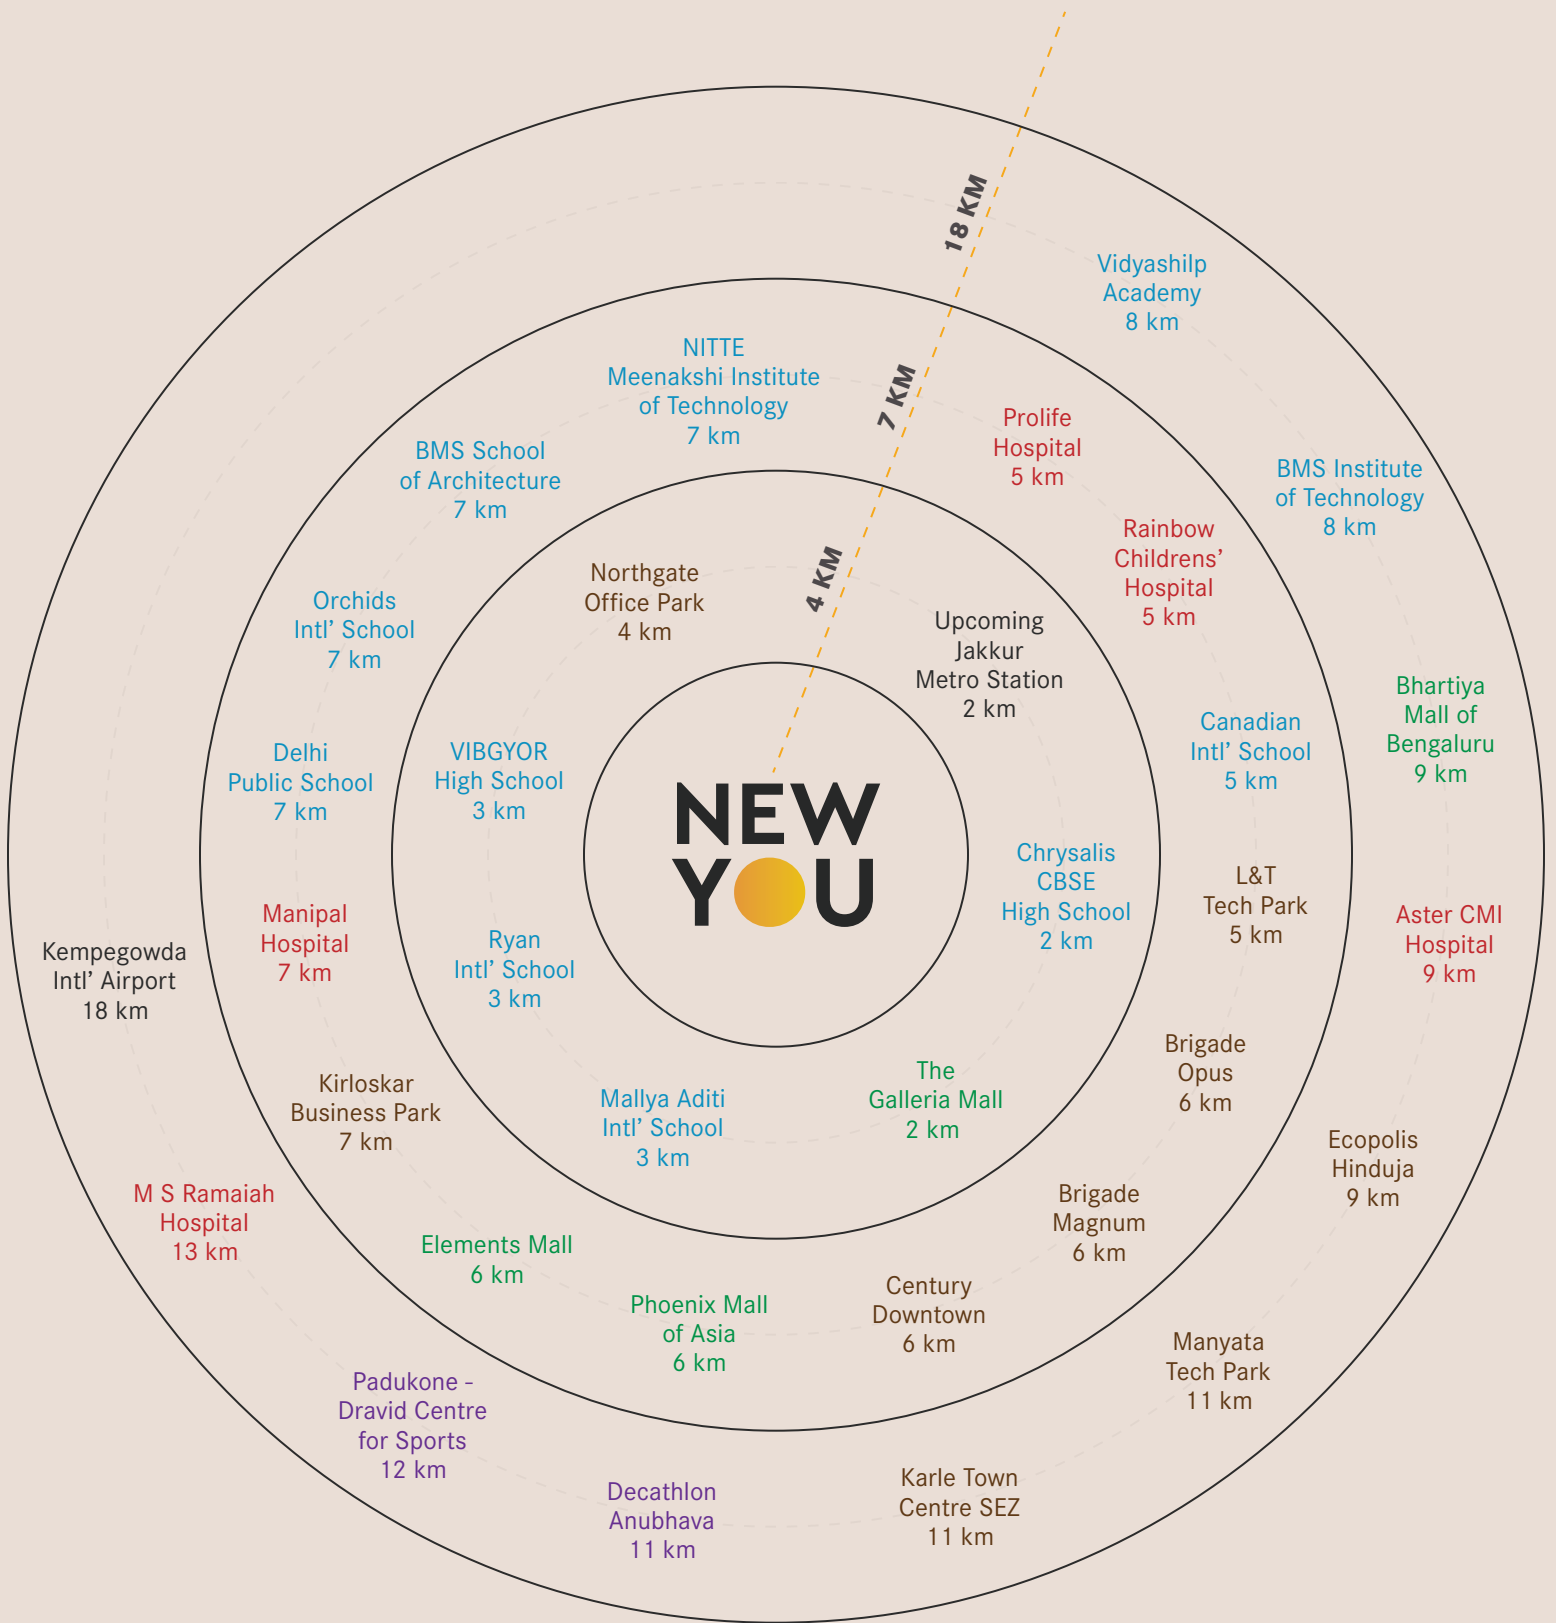 18 KM
7 KM
4 KM
NEW
YOU
Upcoming
Jakkur
Metro Station
2 km
Chrysalis
CBSE
High School
2 km
The
Galleria Mall
2 km
Mallya Aditi
Intl’ School
3 km
Ryan
Intl’ School
3 km
VIBGYOR
High School
3 km
Northgate
Office Park
4 km
Prolife
Hospital
5 km
Rainbow
Childrens’
Hospital
5 km
Canadian
Intl’ School
5 km
L&T
Tech Park
5 km
Brigade
Opus
6 km
Brigade
Magnum
6 km
Century
Downtown
6 km
Phoenix Mall
of Asia
6 km
Elements Mall
6 km
Kirloskar
Business Park
7 km
Manipal
Hospital
7 km
Delhi
Public School
7 km
Orchids
Intl’ School
7 km
BMS School
of Architecture
7 km
NITTE
Meenakshi Institute
of Technology
7 km
Vidyashilp
Academy
8 km
BMS Institute
of Technology
8 km
Bhartiya
Mall of
Bengaluru
9 km
Aster CMI
Hospital
9 km
Ecopolis
Hinduja
9 km
Manyata
Tech Park
11 km
Karle Town
Centre SEZ
11 km
Decathlon
Anubhava
11 km
Padukone -
Dravid Centre
for Sports
12 km
M S Ramaiah
Hospital
13 km
Kempegowda
Intl’ Airport
18 km